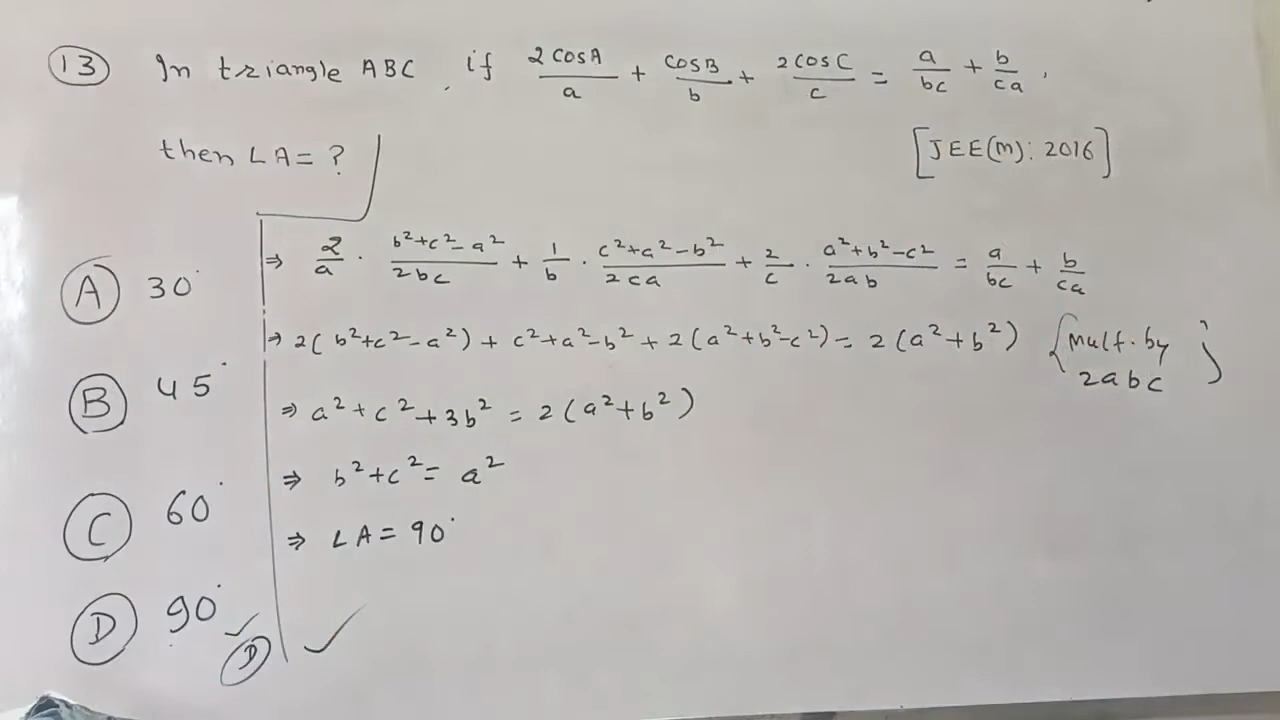 13 In triangle ABC, if 2cosA/a + cosB/b + 2cosC/c = a/bc + b/ca,
then ∠A = ?
[JEE(m): 2016]
⇒ 2/a · b²+c²-a²/2bc + 1/b · c²+a²-b²/2ca + 2/c · a²+b²-c²/2ab = a/bc + b/ca
A 30°
⇒ 2(b²+c²-a²) + c²+a²-b² + 2(a²+b²-c²) = 2(a²+b²) {mult. by 2abc}
B 45°
⇒ a²+c²+3b² = 2(a²+b²)
⇒ b²+c² = a²
C 60°
⇒ ∠A = 90°
D 90° ✓
D ✓